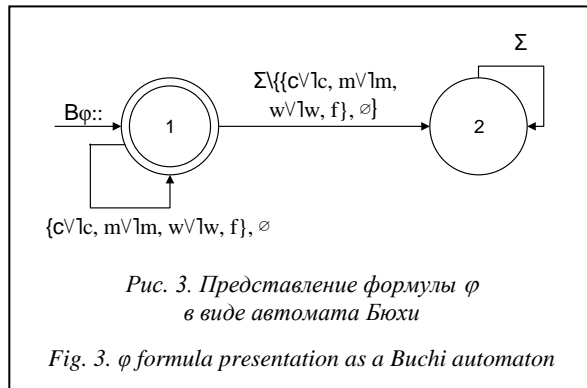 Σ
Σ\{{c\/⌉c, m\/⌉m,
w\/⌉w, f}, ∅}
Bφ::
1
2
{c\/⌉c, m\/⌉m, w\/⌉w, f}, ∅
Рис. 3. Представление формулы φ
в виде автомата Бюхи
Fig. 3. φ formula presentation as a Buchi automaton